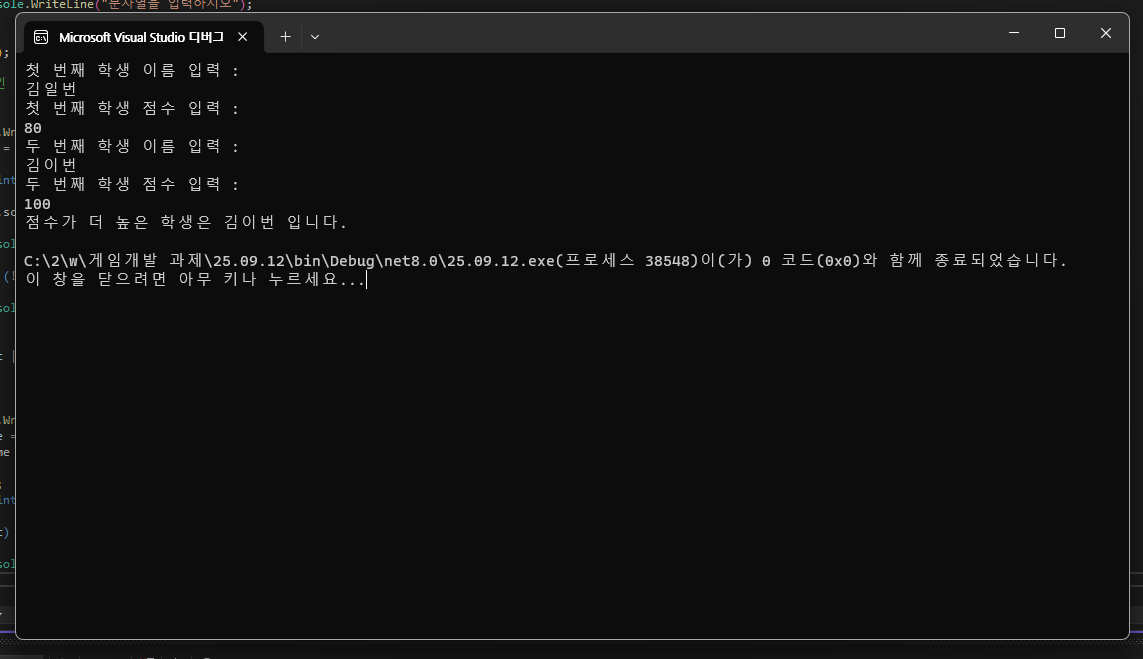 sole.WriteLine("문자열을 입력하시오");
Microsoft Visual Studio 디버그
첫 번째 학생 이름 입력 :
김일번
첫 번째 학생 점수 입력 :
80
두 번째 학생 이름 입력 :
김이번
두 번째 학생 점수 입력 :
100
점수가 더 높은 학생은 김이번 입니다.
C:\2\w\게임개발 과제\25.09.12\bin\Debug\net8.0\25.09.12.exe(프로세스 38548)이(가) 0 코드(0x0)와 함께 종료되었습니다.
이 창을 닫으려면 아무 키나 누르세요...